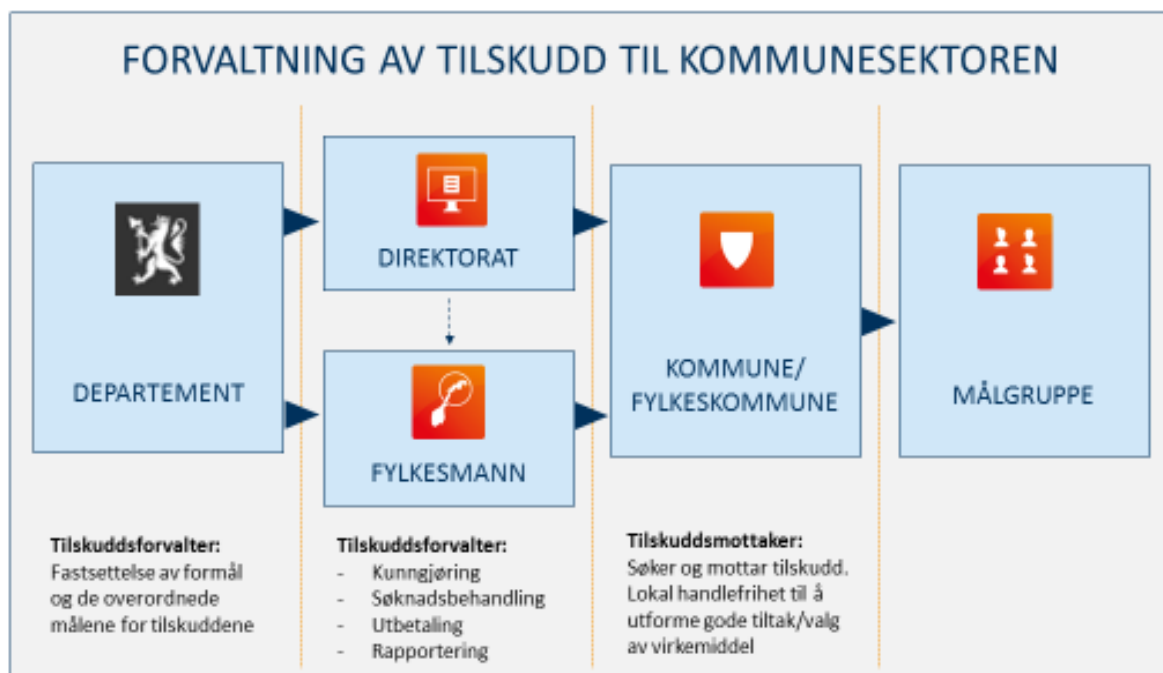 FORVALTNING AV TILSKUDD TIL KOMMUNESEKTOREN
DEPARTEMENT
DIREKTORAT
FYLKESMANN
KOMMUNE/
FYLKESKOMMUNE
MÅLGRUPPE
Tilskuddsforvalter:
Fastsettelse av formål
og de overordnede
målene for tilskuddene
Tilskuddsforvalter:
- Kunngjøring
- Søknadsbehandling
- Utbetaling
- Rapportering
Tilskuddsmottaker:
Søker og mottar tilskudd.
Lokal handlefrihet til å
utforme gode tiltak/valg
av virkemiddel